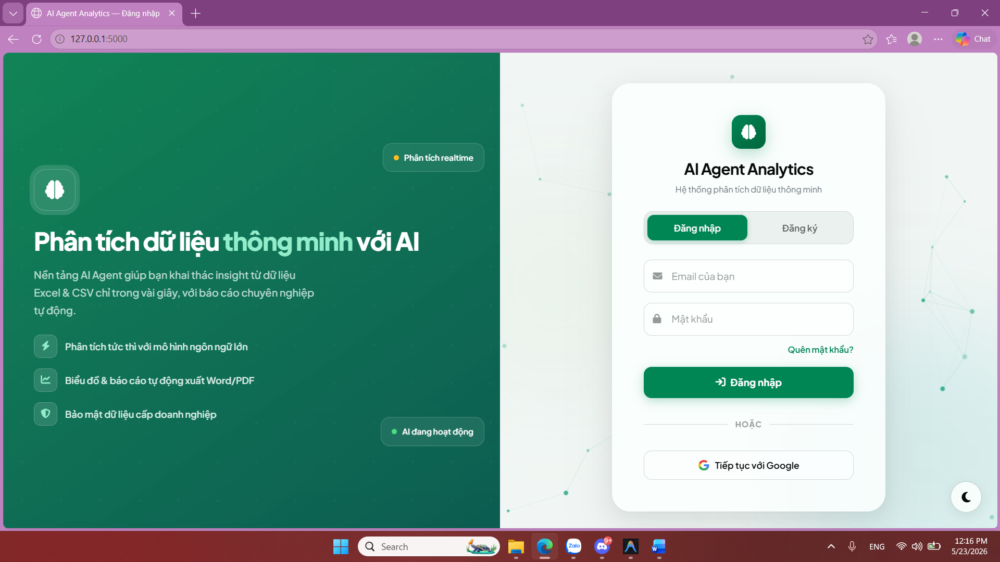 AI Agent Analytics — Đăng nhập
127.0.0.1:5000
Chat
Phân tích realtime
Phân tích dữ liệu thông minh với AI
Nền tảng AI Agent giúp bạn khai thác insight từ dữ liệu
Excel & CSV chỉ trong vài giây, với báo cáo chuyên nghiệp
tự động.
Phân tích tức thì với mô hình ngôn ngữ lớn
Biểu đồ & báo cáo tự động xuất Word/PDF
Bảo mật dữ liệu cấp doanh nghiệp
AI đang hoạt động
AI Agent Analytics
Hệ thống phân tích dữ liệu thông minh
Đăng nhập
Đăng ký
Email của bạn
Mật khẩu
Quên mật khẩu?
Đăng nhập
HOẶC
Tiếp tục với Google
Search
Zalo
9+
W
ENG
12:16 PM
5/23/2026